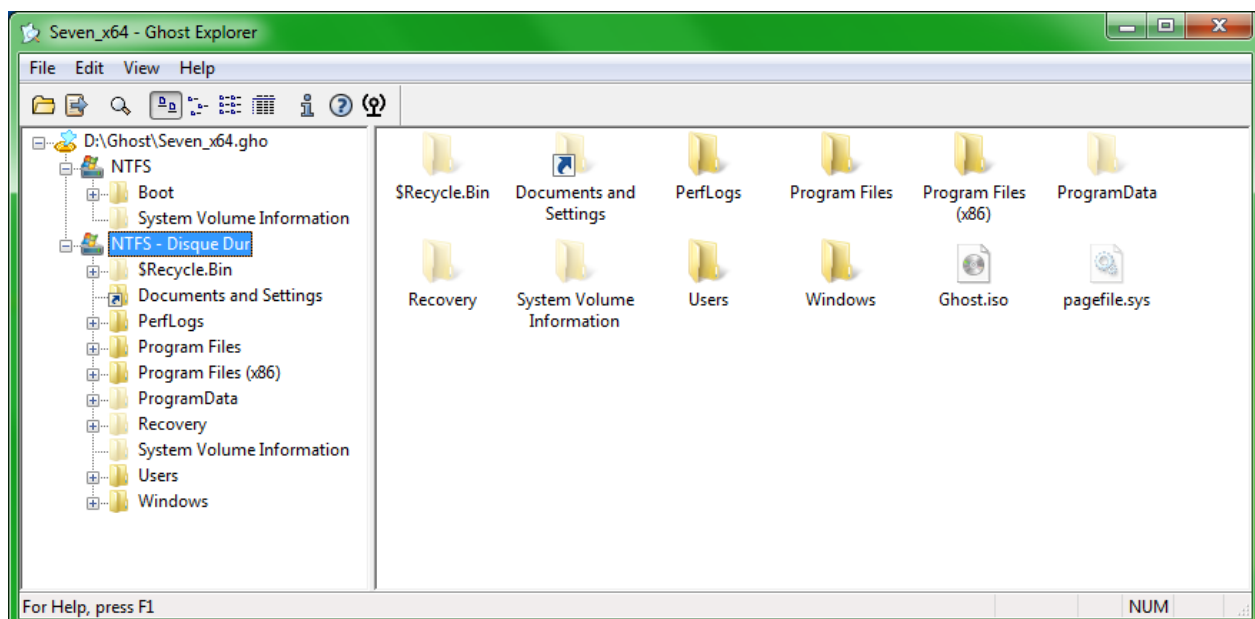 Seven_x64 - Ghost Explorer
File Edit View Help
D:\Ghost\Seven_x64.gho
NTFS
Boot
System Volume Information
NTFS - Disque Dur
$Recycle.Bin
Documents and Settings
PerfLogs
Program Files
Program Files (x86)
ProgramData
Recovery
System Volume Information
Users
Windows
$Recycle.Bin
Documents and
Settings
PerfLogs
Program Files
Program Files
(x86)
ProgramData
Recovery
System Volume
Information
Users
Windows
Ghost.iso
pagefile.sys
For Help, press F1
NUM